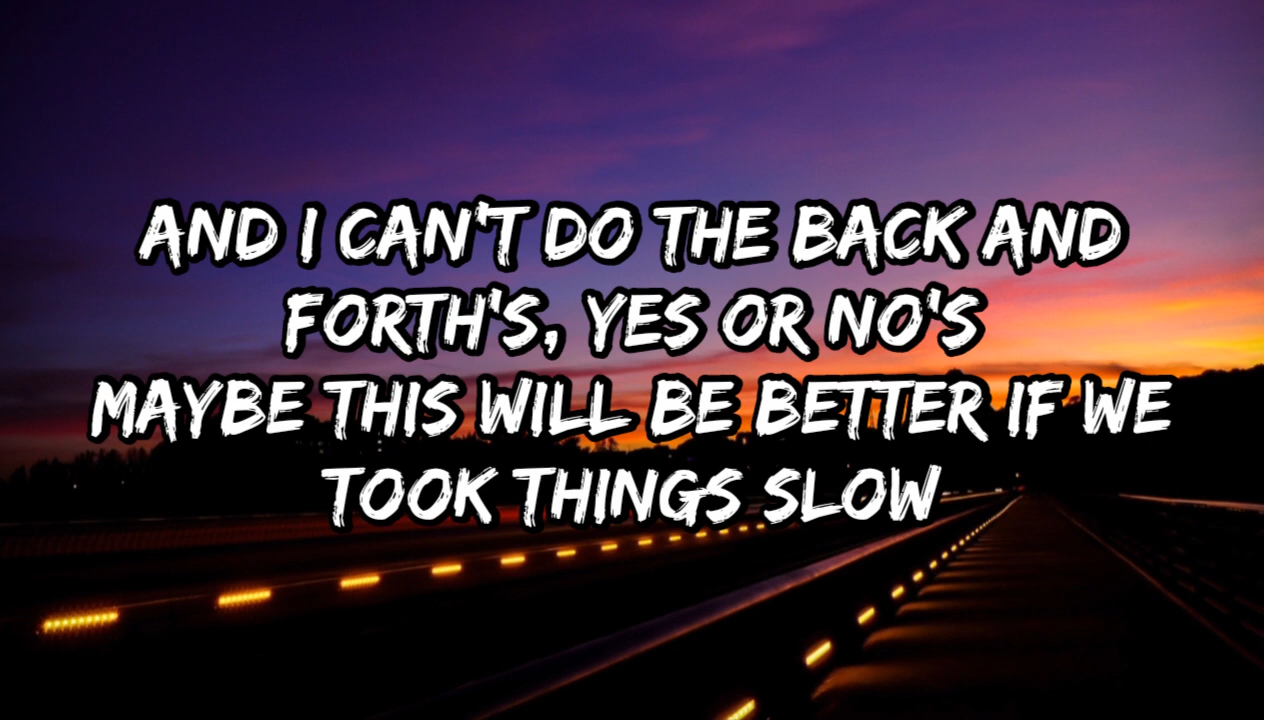 AND I CAN'T DO THE BACK AND
FORTH'S, YES OR NO'S
MAYBE THIS WILL BE BETTER IF WE
TOOK THINGS SLOW